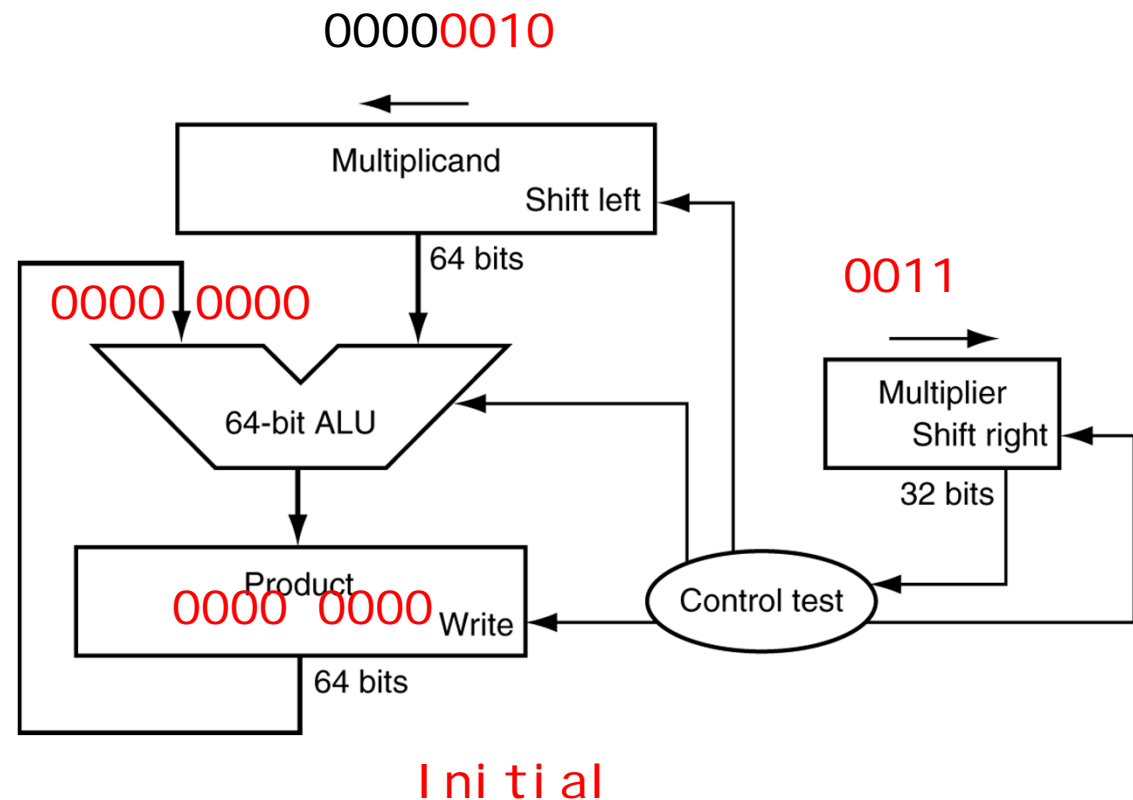 00000010
Multiplicand
Shift left
64 bits
0000 0000
0011
64-bit ALU
Multiplier
Shift right
32 bits
Product
0000 0000
Write
Control test
64 bits
Initial